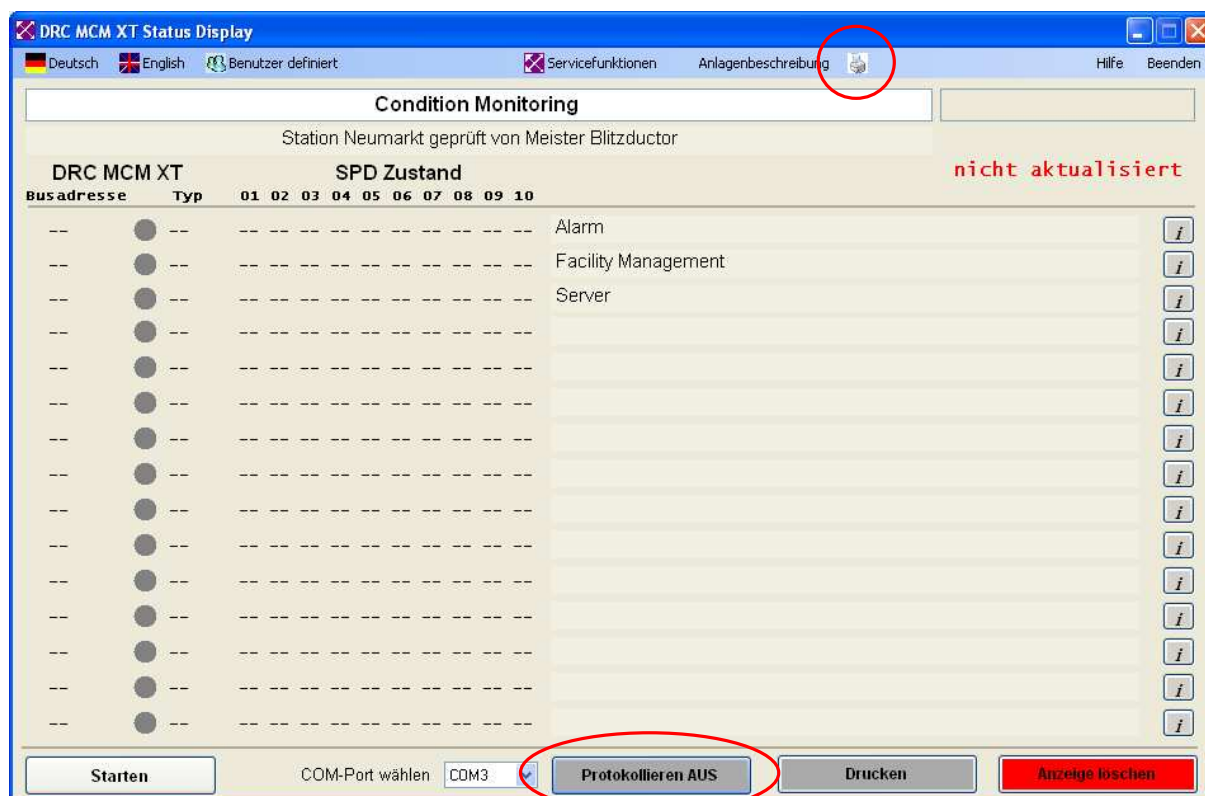 DRC MCM XT Status Display
Deutsch English Benutzer definiert Servicefunktionen Anlagenbeschreibung Hilfe Beenden
Condition Monitoring
Station Neumarkt geprüft von Meister Blitzductor
DRC MCM XT SPD Zustand nicht aktualisiert
Busadresse Typ 01 02 03 04 05 06 07 08 09 10
-- -- -- -- -- -- -- -- -- -- -- -- Alarm i
-- -- -- -- -- -- -- -- -- -- -- -- Facility Management i
-- -- -- -- -- -- -- -- -- -- -- -- Server i
-- -- -- -- -- -- -- -- -- -- -- -- i
-- -- -- -- -- -- -- -- -- -- -- -- i
-- -- -- -- -- -- -- -- -- -- -- -- i
-- -- -- -- -- -- -- -- -- -- -- -- i
-- -- -- -- -- -- -- -- -- -- -- -- i
-- -- -- -- -- -- -- -- -- -- -- -- i
-- -- -- -- -- -- -- -- -- -- -- -- i
-- -- -- -- -- -- -- -- -- -- -- -- i
-- -- -- -- -- -- -- -- -- -- -- -- i
-- -- -- -- -- -- -- -- -- -- -- -- i
-- -- -- -- -- -- -- -- -- -- -- -- i
-- -- -- -- -- -- -- -- -- -- -- -- i
Starten COM-Port wählen COM3 Protokollieren AUS Drucken Anzeige löschen